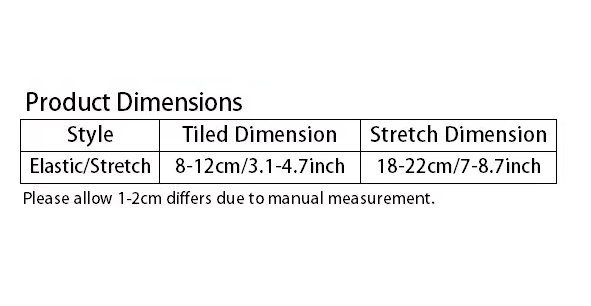 Product Dimensions
Style Tiled Dimension Stretch Dimension
Elastic/Stretch 8-12cm/3.1-4.7inch 18-22cm/7-8.7inch
Please allow 1-2cm differs due to manual measurement.